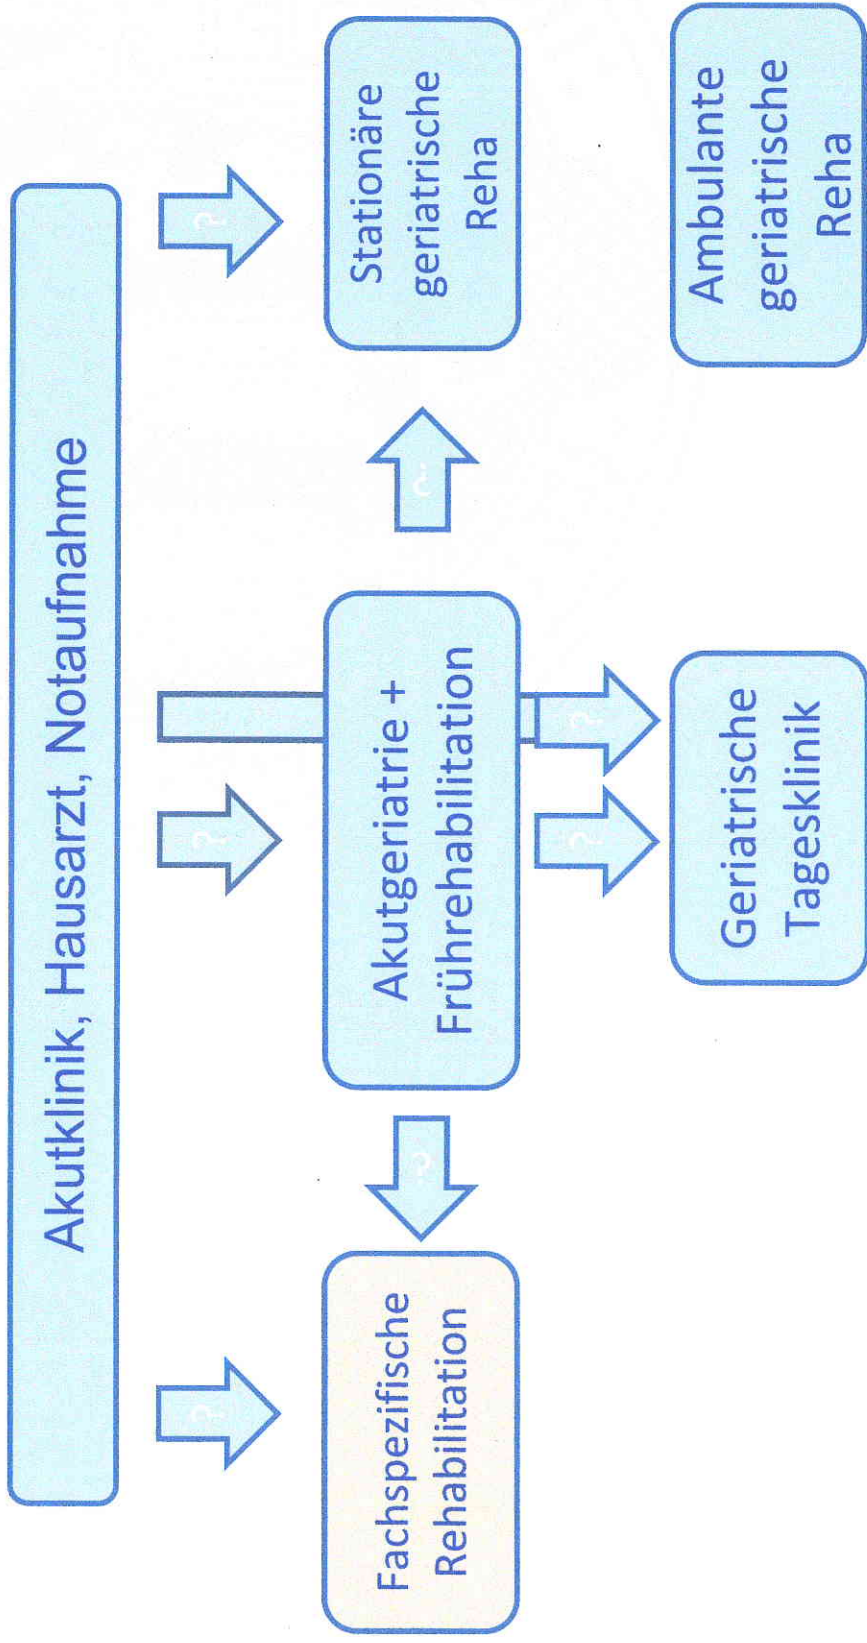 Akutklinik, Hausarzt, Notaufnahme
?
?
?
Fachspezifische
Rehabilitation
?
Akutgeriatrie +
Frührehabilitation
?
Stationäre
geriatrische
Reha
?
?
Geriatrische
Tagesklinik
Ambulante
geriatrische
Reha